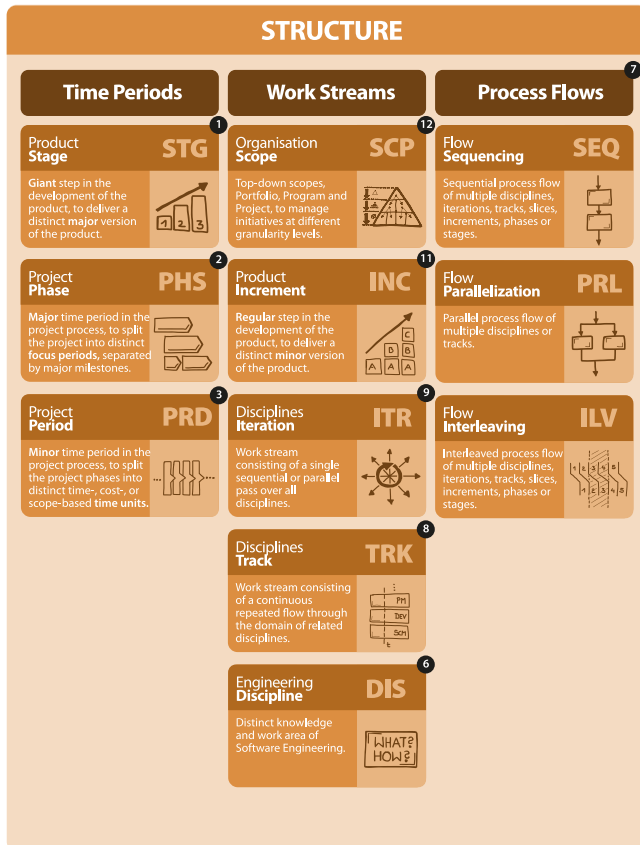 STRUCTURE
Time Periods
1
Product
Stage
STG
Giant step in the
development of the
product, to deliver a
distinct major version
of the product.
1 2 3
2
Project
Phase
PHS
Major time period in the
project process, to split
the project into distinct
focus periods, separated
by major milestones.
3
Project
Period
PRD
Minor time period in the
project process, to split
the project phases into
distinct time-, cost-, or
scope-based time units.
Work Streams
12
Organisation
Scope
SCP
Top-down scopes,
Portfolio, Program and
Project, to manage
initiatives at different
granularity levels.
11
Product
Increment
INC
Regular step in the
development of the
product, to deliver a
distinct minor version
of the product.
C
B B
A A A
9
Disciplines
Iteration
ITR
Work stream
consisting of a single
sequential or parallel
pass over all
disciplines.
8
Disciplines
Track
TRK
Work stream consisting
of a continuous
repeated flow through
the domain of related
disciplines.
PM
DEV
SCM
t
6
Engineering
Discipline
DIS
Distinct knowledge
and work area of
Software Engineering.
WHAT?
HOW?
7
Process Flows
Flow
Sequencing
SEQ
Sequential process flow
of multiple disciplines,
iterations, tracks, slices,
increments, phases or
stages.
Flow
Parallelization
PRL
Parallel process flow of
multiple disciplines or
tracks.
Flow
Interleaving
ILV
Interleaved process flow
of multiple disciplines,
iterations, tracks, slices,
increments, phases or
stages.
1 2 3 4 5
1 2 3 4 5